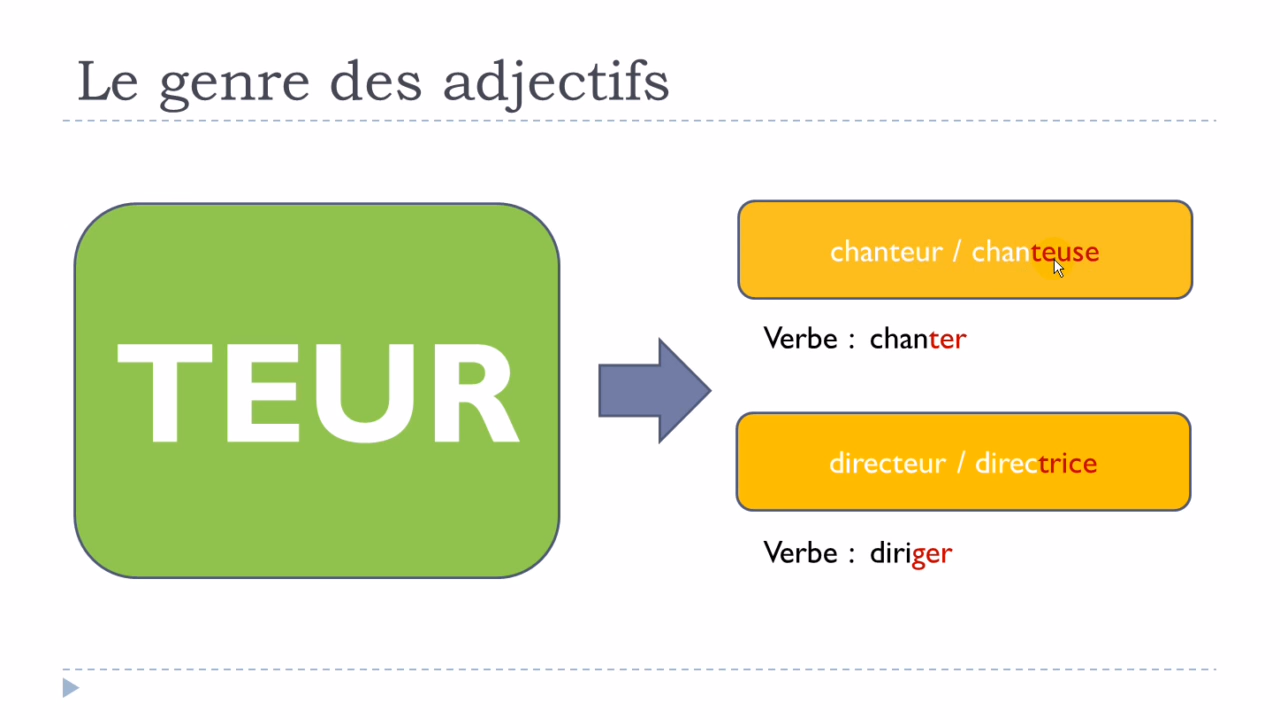 Le genre des adjectifs
TEUR
chanteur / chanteuse
Verbe : chanter
directeur / directrice
Verbe : diriger